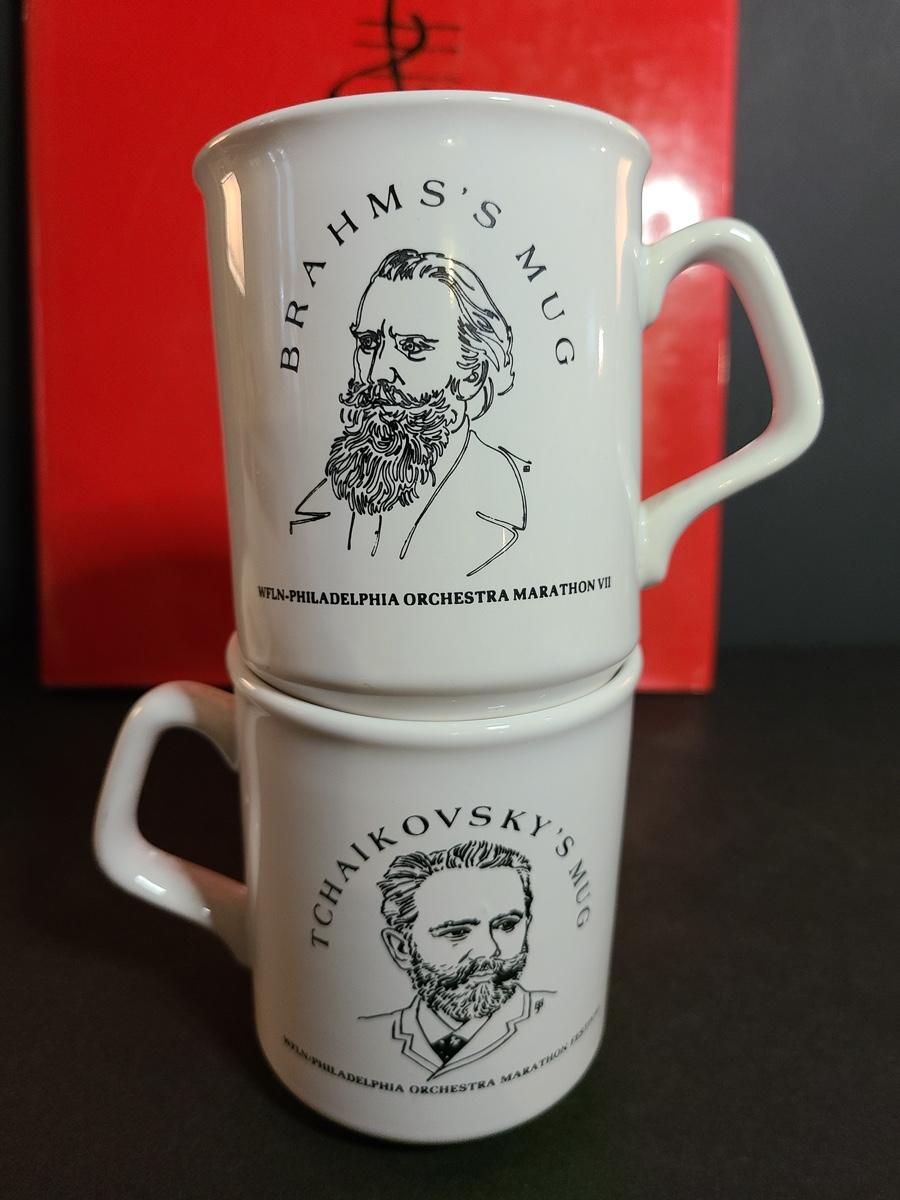 BRAHMS'S MUG
WFLN-PHILADELPHIA ORCHESTRA MARATHON VII
TCHAIKOVSKY'S MUG
WFLN/PHILADELPHIA ORCHESTRA MARATHON